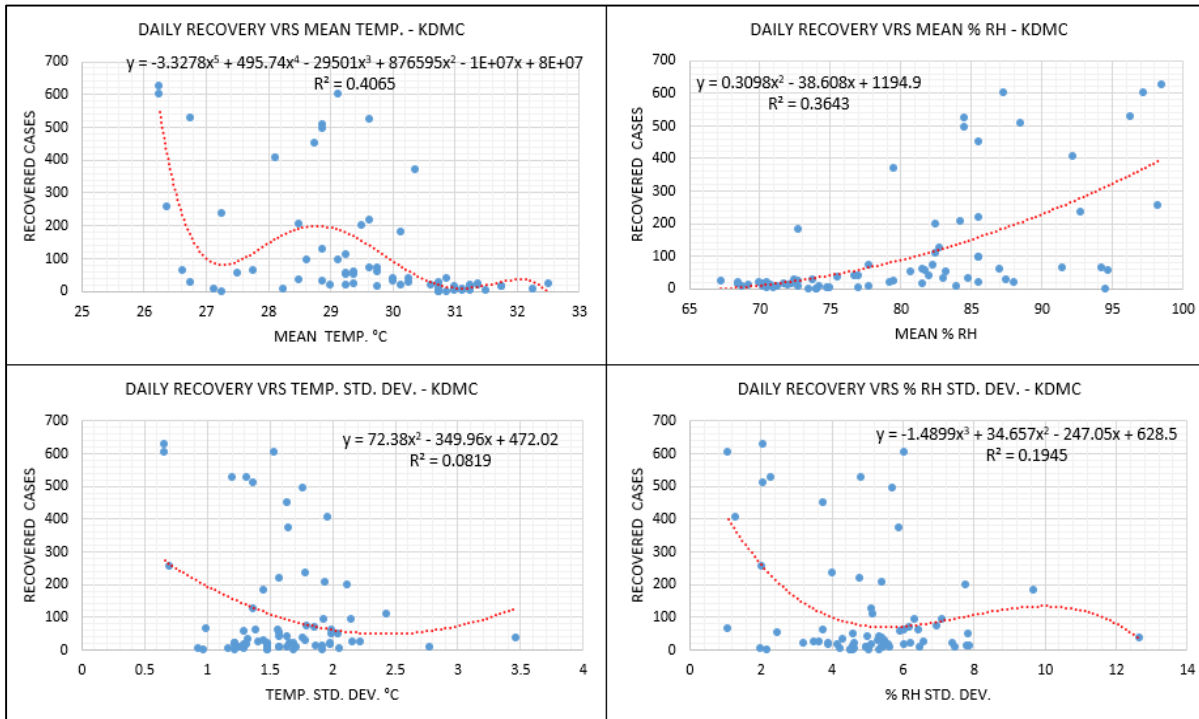 DAILY RECOVERY VRS MEAN TEMP. - KDMC
y = -3.3278x⁵ + 495.74x⁴ - 29501x³ + 876595x² - 1E+07x + 8E+07
R² = 0.4065
700
600
500
400
300
200
100
0
RECOVERED CASES
25 26 27 28 29 30 31 32 33
MEAN TEMP. °C
DAILY RECOVERY VRS MEAN % RH - KDMC
y = 0.3098x² - 38.608x + 1194.9
R² = 0.3643
700
600
500
400
300
200
100
0
RECOVERED CASES
65 70 75 80 85 90 95 100
MEAN % RH
DAILY RECOVERY VRS TEMP. STD. DEV. - KDMC
y = 72.38x² - 349.96x + 472.02
R² = 0.0819
700
600
500
400
300
200
100
0
RECOVERED CASES
0 0.5 1 1.5 2 2.5 3 3.5 4
TEMP. STD. DEV. °C
DAILY RECOVERY VRS % RH STD. DEV. - KDMC
y = -1.4899x³ + 34.657x² - 247.05x + 628.5
R² = 0.1945
700
600
500
400
300
200
100
0
RECOVERED CASES
0 2 4 6 8 10 12 14
% RH STD. DEV.